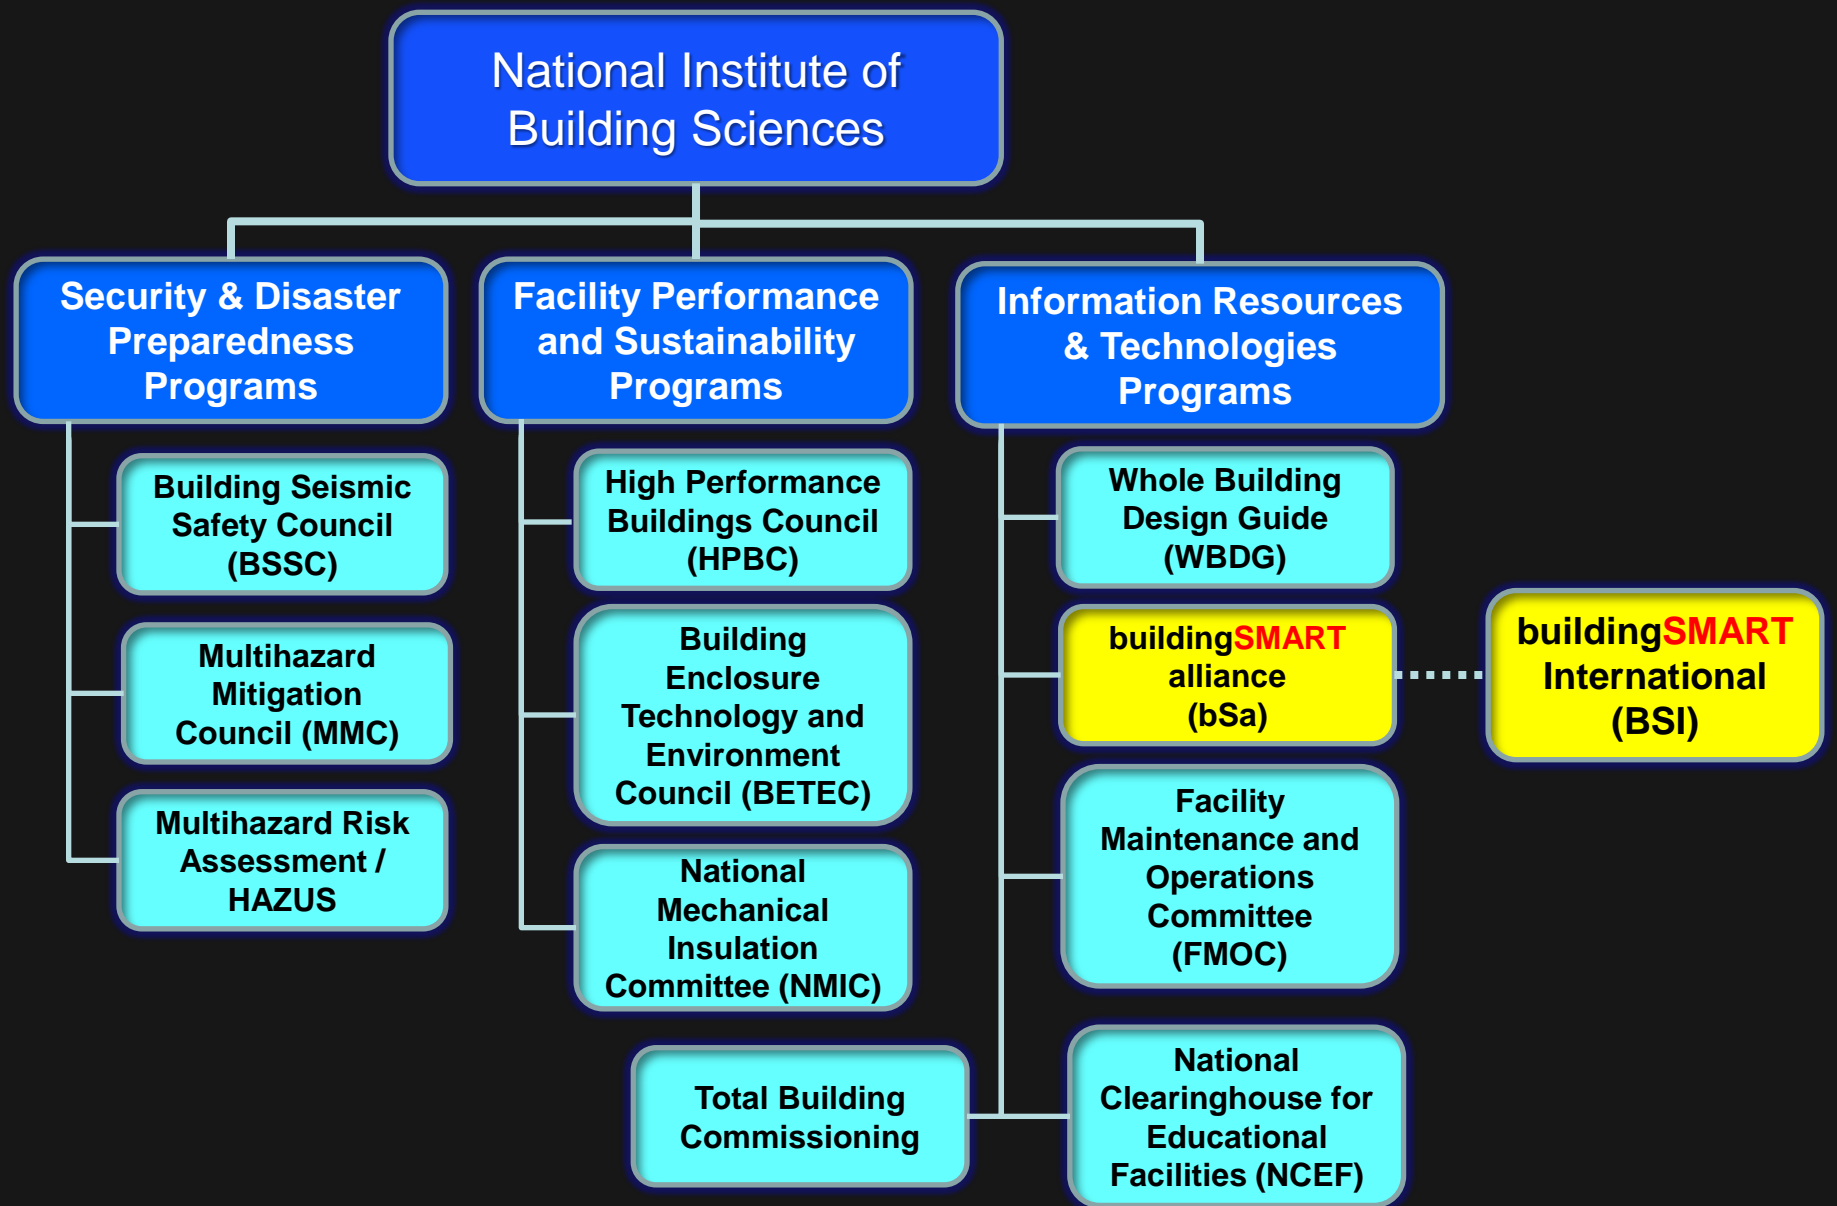 National Institute of
Building Sciences
Security & Disaster
Preparedness
Programs
Building Seismic
Safety Council
(BSSC)
Multihazard
Mitigation
Council (MMC)
Multihazard Risk
Assessment /
HAZUS
Facility Performance
and Sustainability
Programs
High Performance
Buildings Council
(HPBC)
Building
Enclosure
Technology and
Environment
Council (BETEC)
National
Mechanical
Insulation
Committee (NMIC)
Information Resources
& Technologies
Programs
Whole Building
Design Guide
(WBDG)
buildingSMART
alliance
(bSa)
buildingSMART
International
(BSI)
Facility
Maintenance and
Operations
Committee
(FMOC)
Total Building
Commissioning
National
Clearinghouse for
Educational
Facilities (NCEF)